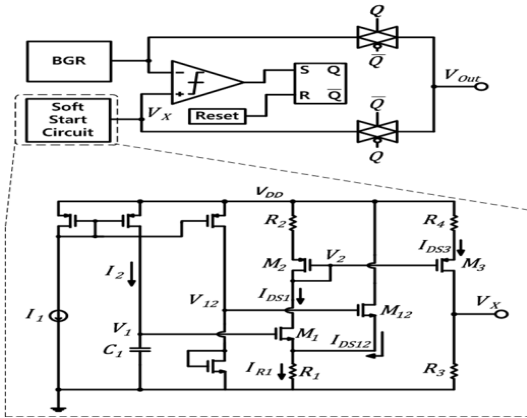 Q
BGR
Q̅
V_Out
S Q
R Q̅
Reset
Soft
Start
Circuit
V_X
Q̅
Q
V_DD
R_2
R_4
I_DS3
M_2
V_2
M_3
I_2
I_DS1
V_12
M_12
V_X
I_1
V_1
M_1
I_DS12
C_1
I_R1
R_1
R_3